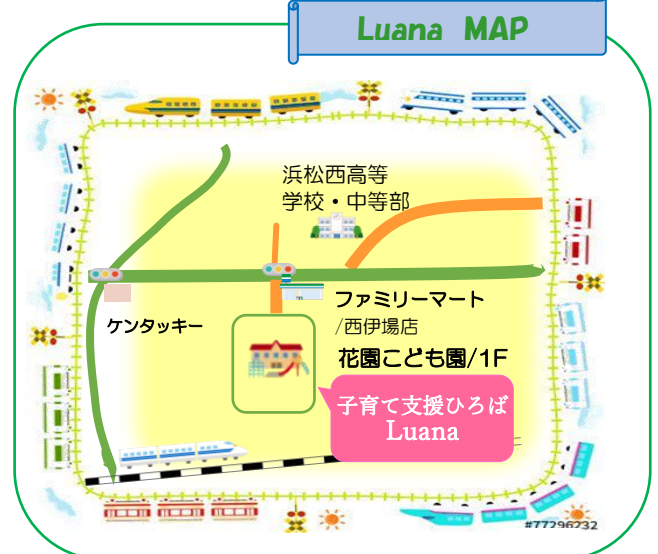 Luana MAP
浜松西高等
学校・中等部
ファミリーマート
/西伊場店
ケンタッキー
花園こども園/1F
子育て支援ひろば
Luana
#77296232